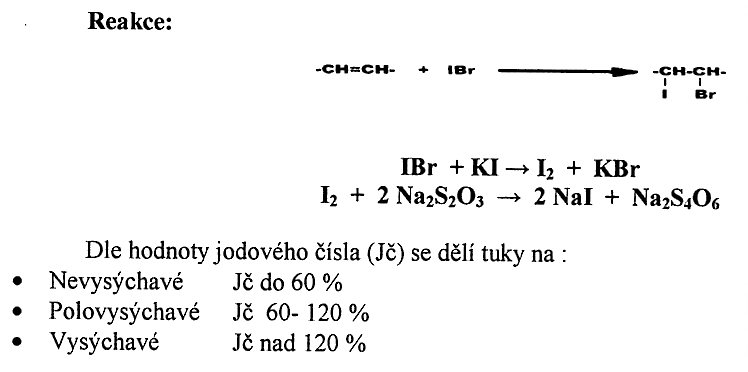 Reakce:
-CH=CH- + IBr -CH-CH-
I Br
IBr + KI → I₂ + KBr
I₂ + 2 Na₂S₂O₃ → 2 NaI + Na₂S₄O₆
Dle hodnoty jodového čísla (Jč) se dělí tuky na :
• Nevysýchavé Jč do 60 %
• Polovysýchavé Jč 60- 120 %
• Vysýchavé Jč nad 120 %